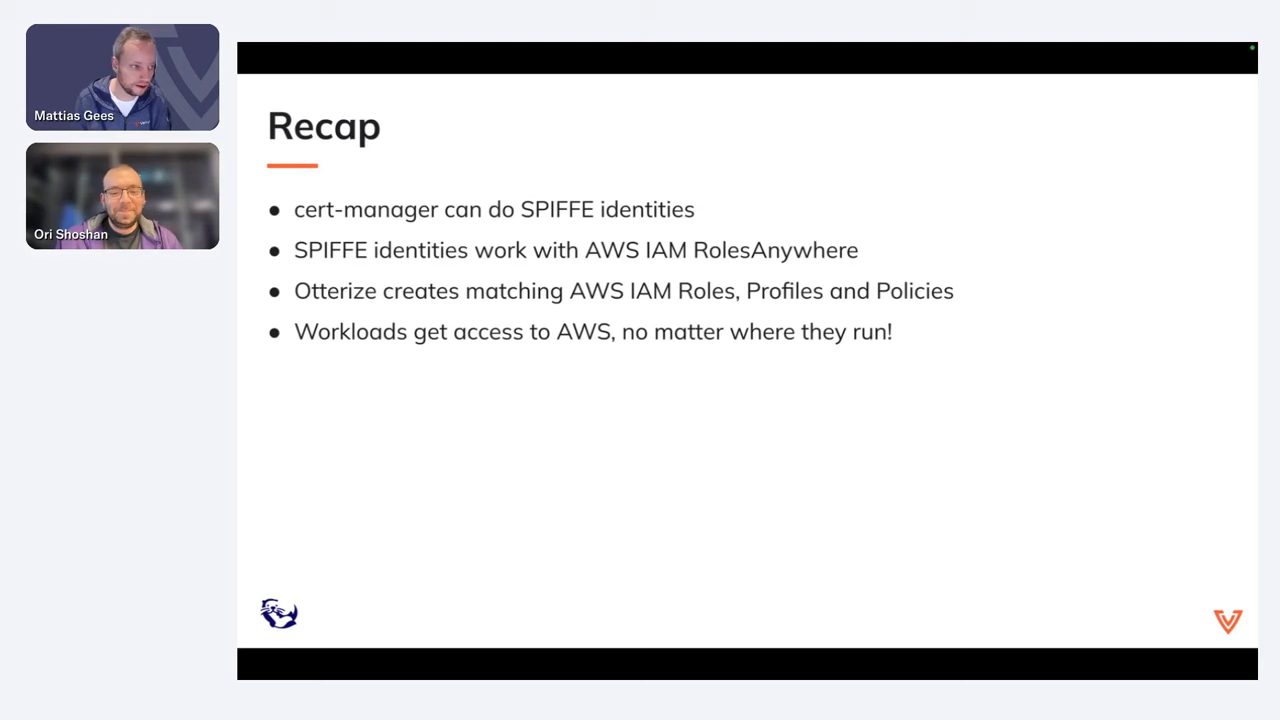 Mattias Gees
Ori Shoshan
Recap
● cert-manager can do SPIFFE identities
● SPIFFE identities work with AWS IAM RolesAnywhere
● Otterize creates matching AWS IAM Roles, Profiles and Policies
● Workloads get access to AWS, no matter where they run!